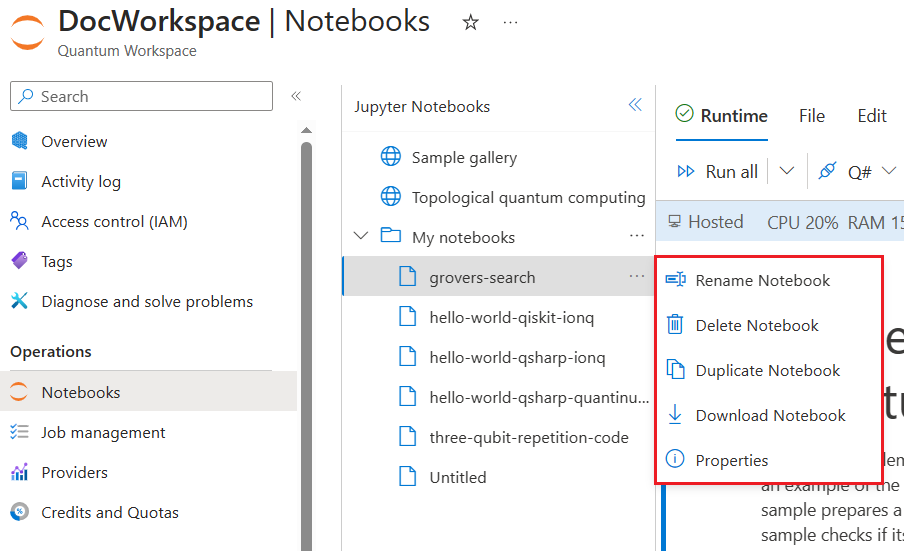 DocWorkspace | Notebooks
Quantum Workspace
Search
Overview
Activity log
Access control (IAM)
Tags
Diagnose and solve problems
Operations
Notebooks
Job management
Providers
Credits and Quotas
Jupyter Notebooks
Sample gallery
Topological quantum computing
My notebooks
grovers-search
hello-world-qiskit-ionq
hello-world-qsharp-ionq
hello-world-qsharp-quantinu...
three-qubit-repetition-code
Untitled
Runtime File Edit
Run all Q#
Hosted CPU 20% RAM 15
Rename Notebook
Delete Notebook
Duplicate Notebook
Download Notebook
Properties
an example of the
sample prepares a
sample checks if its